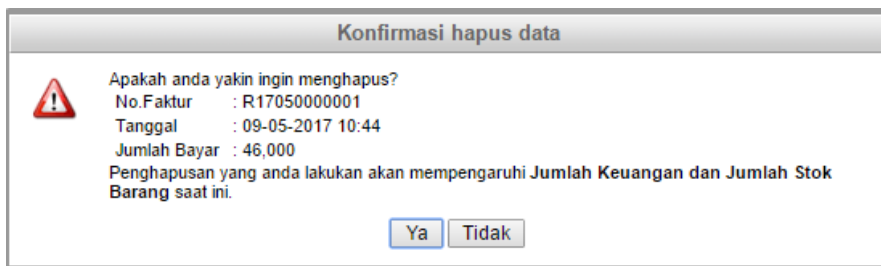 Konfirmasi hapus data
Apakah anda yakin ingin menghapus?
No.Faktur : R17050000001
Tanggal : 09-05-2017 10:44
Jumlah Bayar : 46,000
Penghapusan yang anda lakukan akan mempengaruhi Jumlah Keuangan dan Jumlah Stok
Barang saat ini.
Ya Tidak